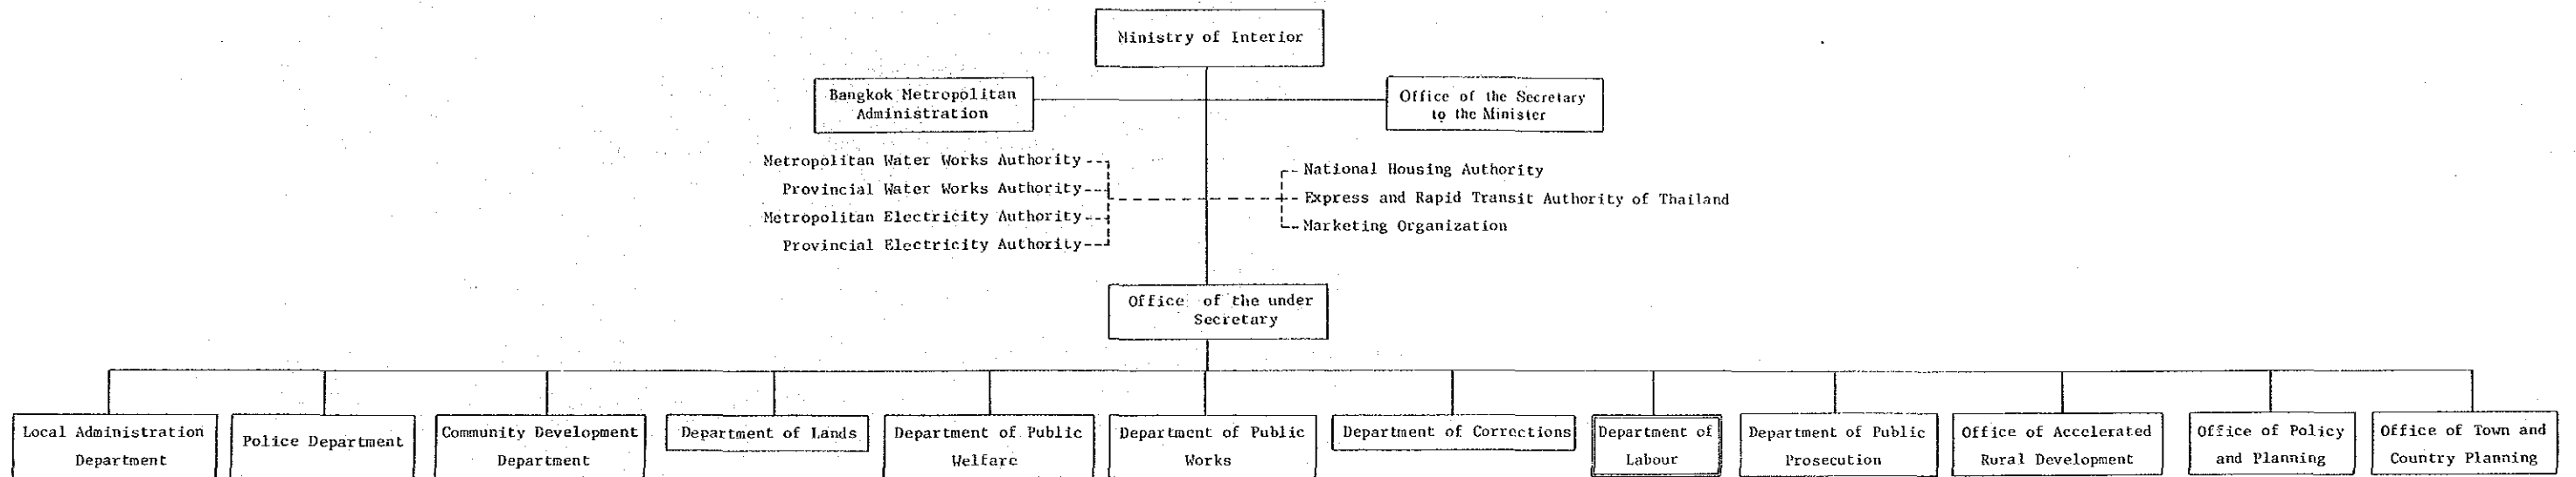 Ministry of Interior
Bangkok Metropolitan
Administration
Office of the Secretary
to the Minister
Metropolitan Water Works Authority
Provincial Water Works Authority
Metropolitan Electricity Authority
Provincial Electricity Authority
National Housing Authority
Express and Rapid Transit Authority of Thailand
Marketing Organization
Office of the under
Secretary
Local Administration
Department
Police Department
Community Development
Department
Department of Lands
Department of Public
Welfare
Department of Public
Works
Department of Corrections
Department of
Labour
Department of Public
Prosecution
Office of Accelerated
Rural Development
Office of Policy
and Planning
Office of Town and
Country Planning